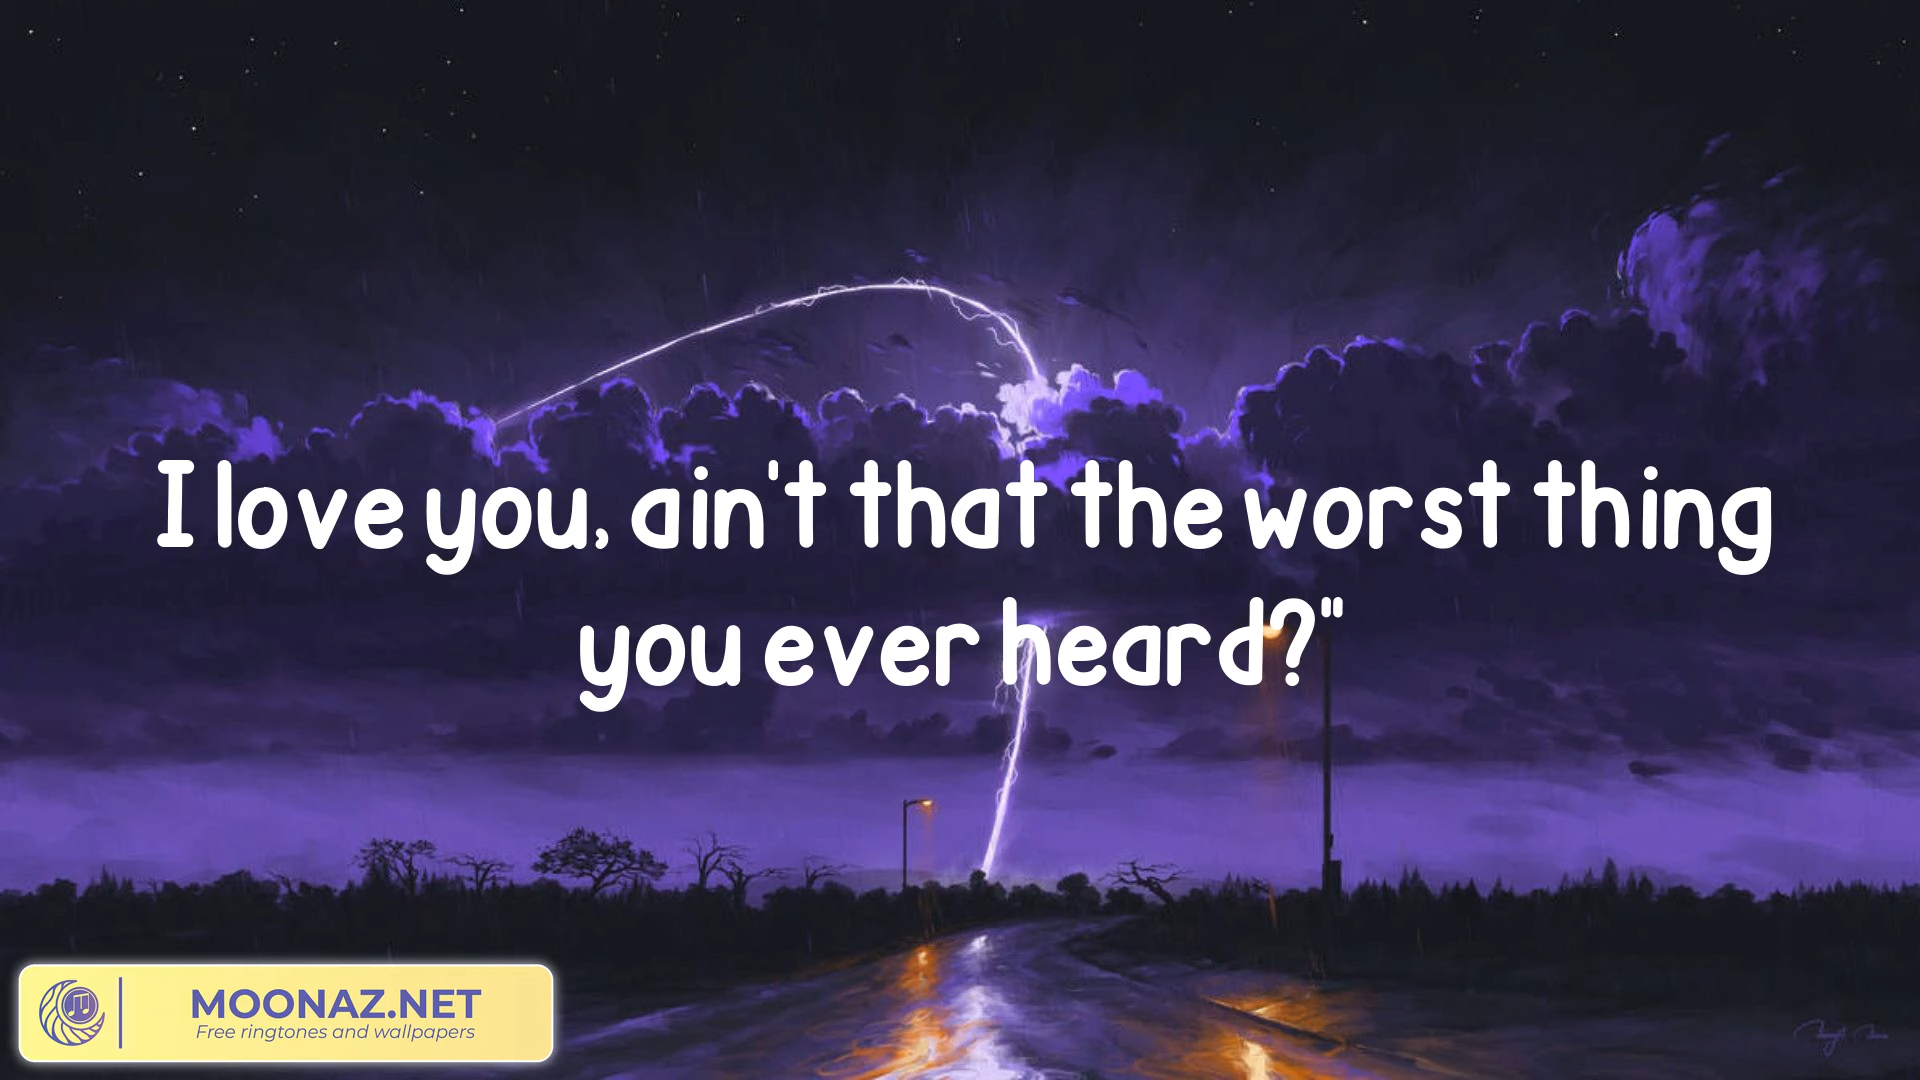 I love you, ain't that the worst thing
you ever heard?"
MOONAZ.NET
Free ringtones and wallpapers